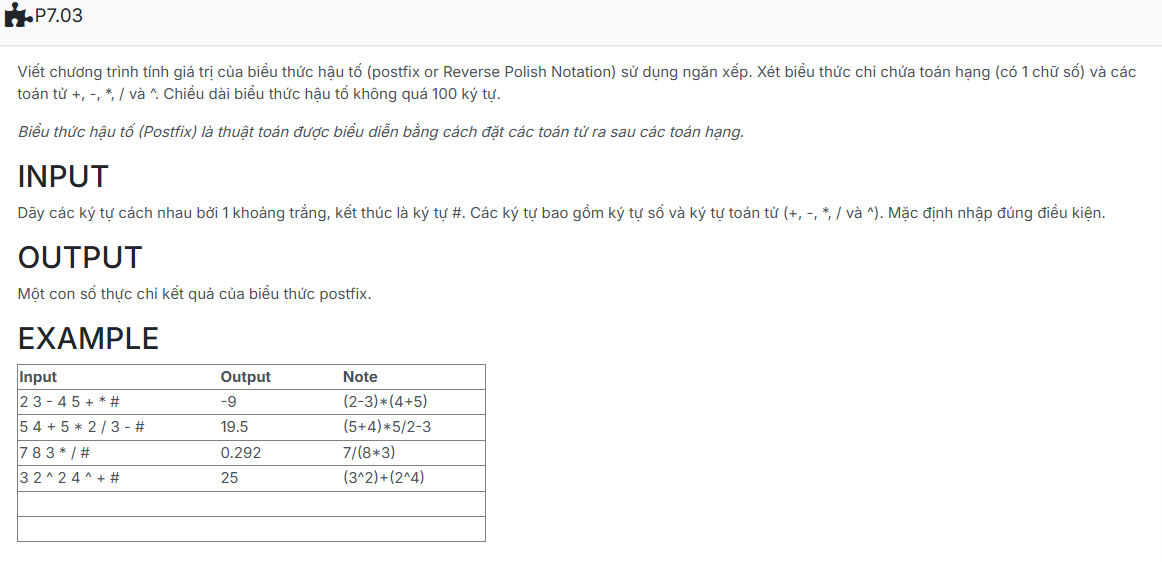 P7.03
Viết chương trình tính giá trị của biểu thức hậu tố (postfix or Reverse Polish Notation) sử dụng ngăn xếp. Xét biểu thức chỉ chứa toán hạng (có 1 chữ số) và các
toán tử +, -, *, / và ^. Chiều dài biểu thức hậu tố không quá 100 ký tự.
Biểu thức hậu tố (Postfix) là thuật toán được biểu diễn bằng cách đặt các toán tử ra sau các toán hạng.
INPUT
Dãy các ký tự cách nhau bởi 1 khoảng trắng, kết thúc là ký tự #. Các ký tự bao gồm ký tự số và ký tự toán tử (+, -, *, / và ^). Mặc định nhập đúng điều kiện.
OUTPUT
Một con số thực chỉ kết quả của biểu thức postfix.
EXAMPLE
Input Output Note
2 3 - 4 5 + * # -9 (2-3)*(4+5)
5 4 + 5 * 2 / 3 - # 19.5 (5+4)*5/2-3
7 8 3 * / # 0.292 7/(8*3)
3 2 ^ 2 4 ^ + # 25 (3^2)+(2^4)